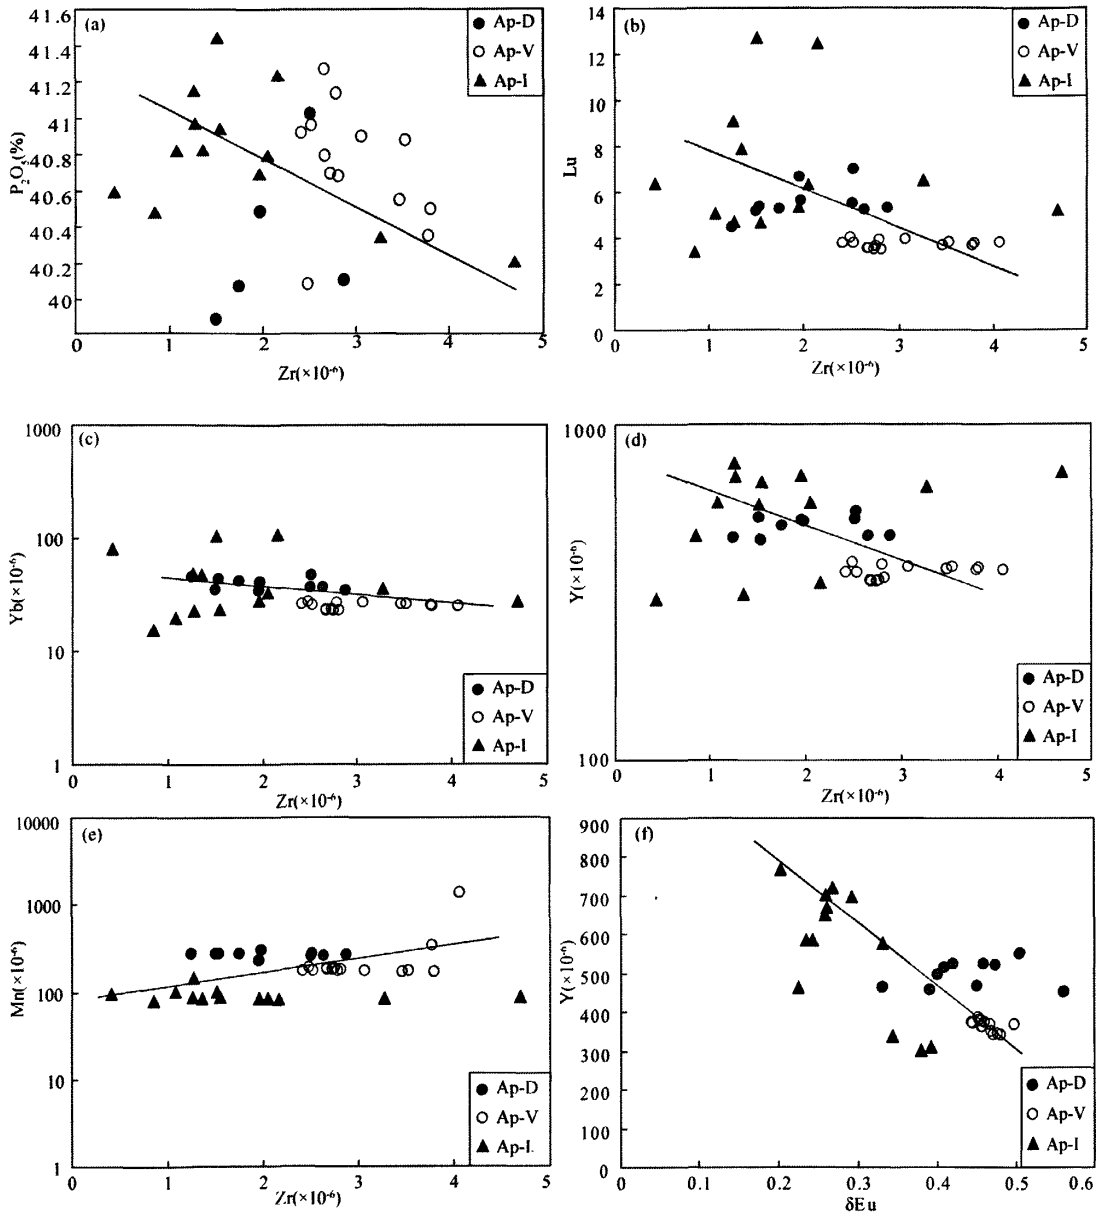 (a)
Ap-D
Ap-V
Ap-I
41.6
41.4
41.2
41
40.8
40.6
40.4
40.2
40
P₂O₅(%)
0
1
2
3
4
5
Zr(×10⁻⁶)
(b)
Ap-D
Ap-V
Ap-I
14
12
10
8
6
4
2
0
Lu
0
1
2
3
4
5
Zr(×10⁻⁶)
(c)
1000
100
10
1
Yb(×10⁻⁶)
Ap-D
Ap-V
Ap-I
0
1
2
3
4
5
Zr(×10⁻⁶)
(d)
1000
100
Y(×10⁻⁶)
Ap-D
Ap-V
Ap-I
0
1
2
3
4
5
Zr(×10⁻⁶)
(e)
10000
1000
100
10
1
Mn(×10⁻⁶)
Ap-D
Ap-V
Ap-I
0
1
2
3
4
5
Zr(×10⁻⁶)
(f)
900
800
700
600
500
400
300
200
100
0
Y(×10⁻⁶)
Ap-D
Ap-V
Ap-I
0
0.1
0.2
0.3
0.4
0.5
0.6
δEu